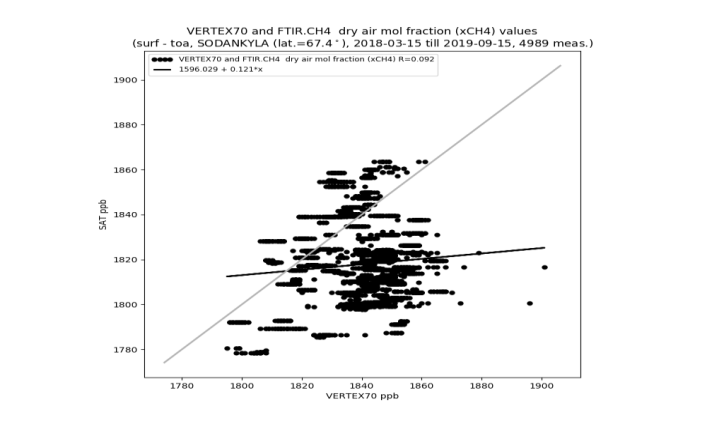 VERTEX70 and FTIR.CH4  dry air mol fraction (xCH4) values
(surf - toa, SODANKYLA (lat.=67.4°), 2018-03-15 till 2019-09-15, 4989 meas.)
VERTEX70 and FTIR.CH4  dry air mol fraction (xCH4) R=0.092
1596.029 + 0.121*x
1900
1880
1860
1840
1820
1800
1780
SAT ppb
1780 1800 1820 1840 1860 1880 1900
VERTEX70 ppb